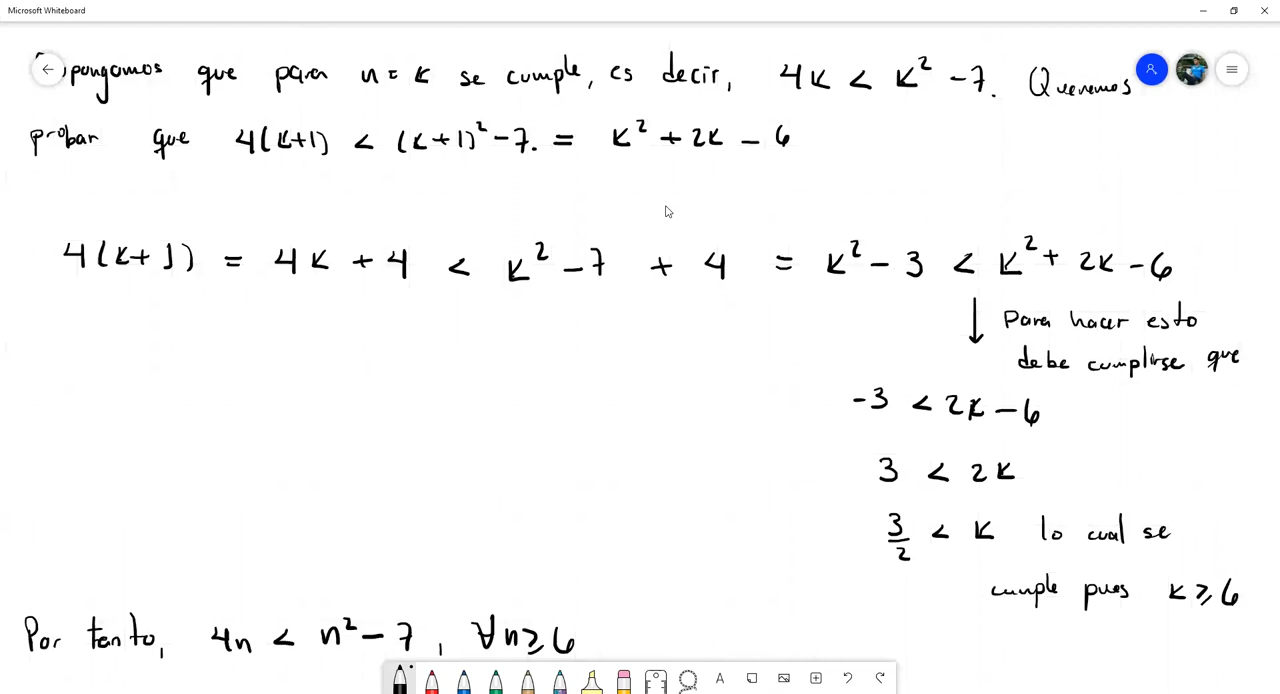 Microsoft Whiteboard
pongamos que para n = k se cumple, es decir, 4k < k² - 7. Queremos
probar que 4(k+1) < (k+1)² - 7. = k² + 2k - 6
4(k+1) = 4k + 4 < k² - 7 + 4 = k² - 3 < k² + 2k - 6
↓ Para hacer esto
debe cumplirse que
-3 < 2k - 6
3 < 2k
3/2 < k lo cual se
cumple pues k ≥ 6
Por tanto, 4n < n² - 7, ∀n ≥ 6